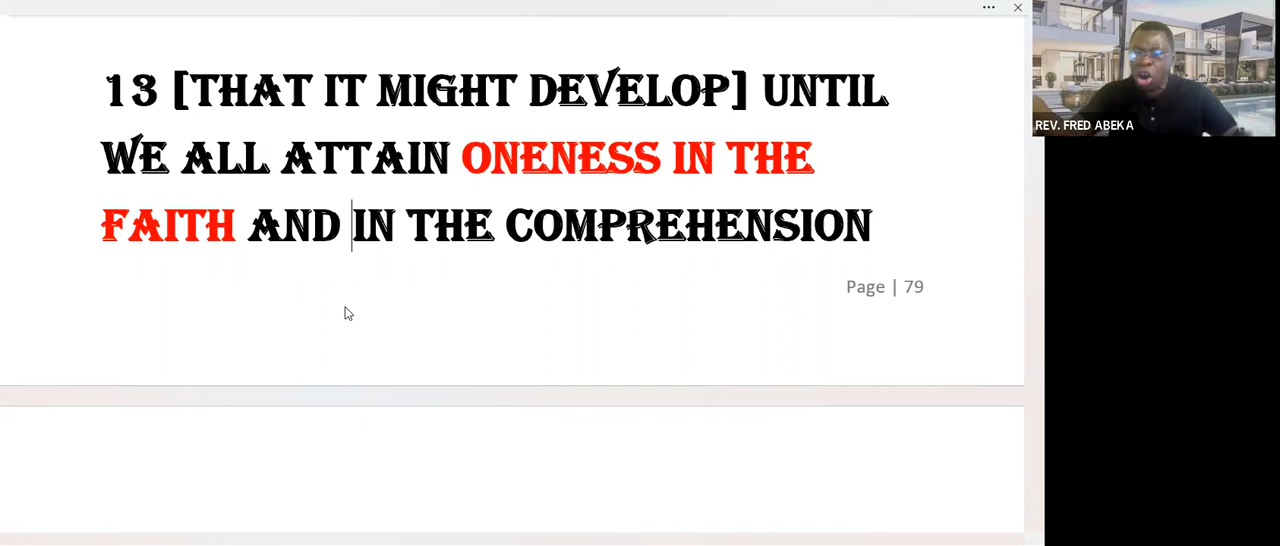 13 [THAT IT MIGHT DEVELOP] UNTIL
WE ALL ATTAIN ONENESS IN THE
FAITH AND IN THE COMPREHENSION
Page | 79
REV. FRED ABEKA